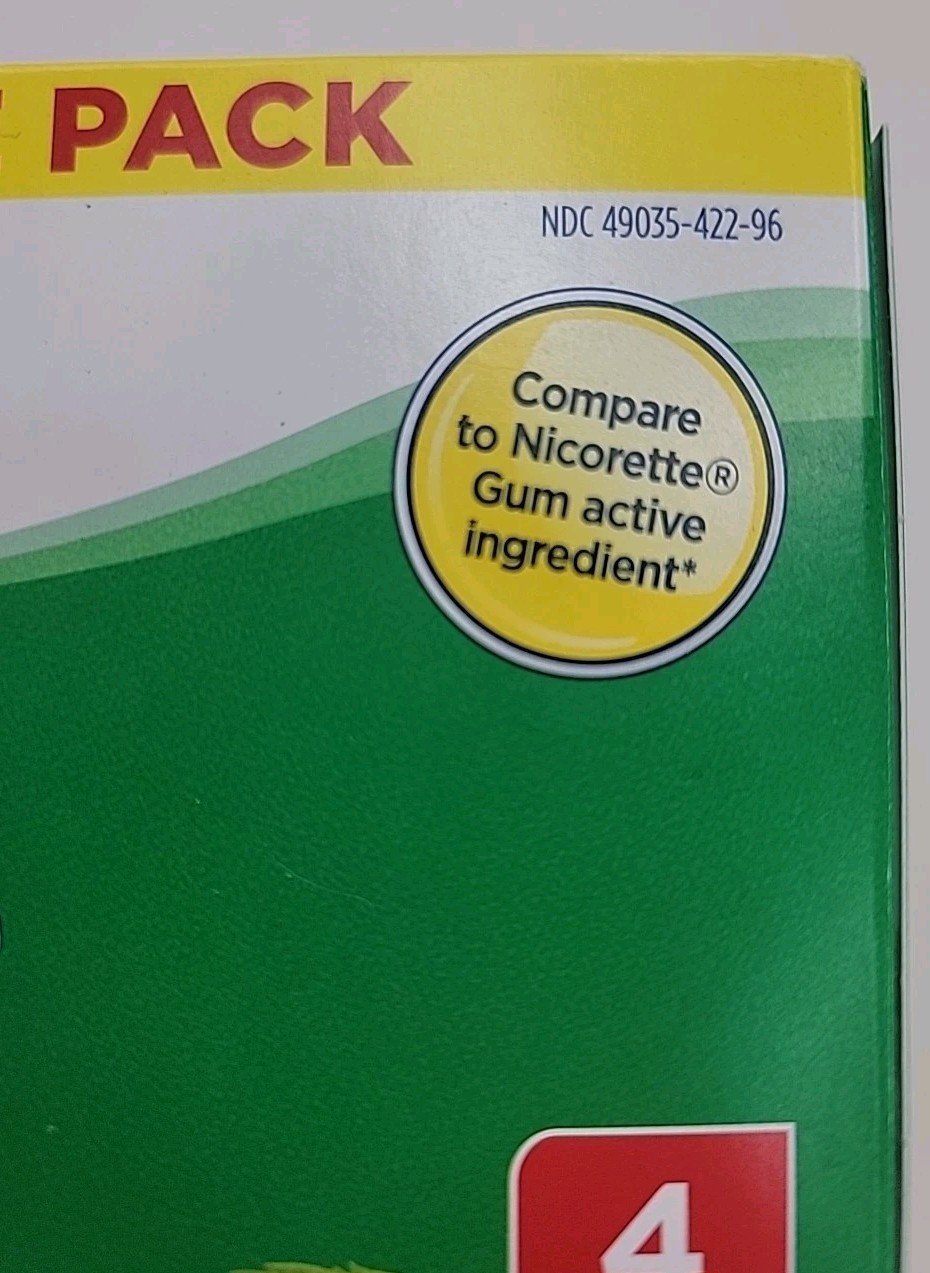 PACK
NDC 49035-422-96
Compare
to Nicorette®
Gum active
ingredient*
4